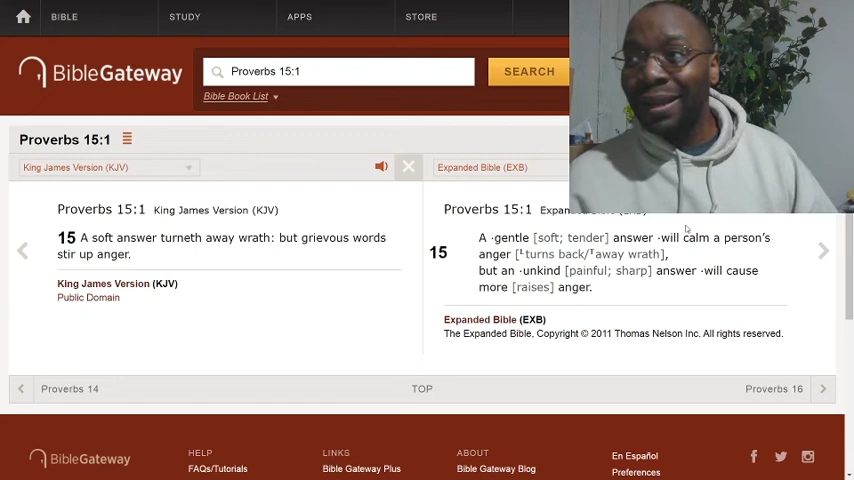 BIBLE STUDY APPS STORE
BibleGateway
Proverbs 15:1
SEARCH
Bible Book List
Proverbs 15:1
King James Version (KJV)
Expanded Bible (EXB)
Proverbs 15:1 King James Version (KJV)
15 A soft answer turneth away wrath: but grievous words
stir up anger.
King James Version (KJV)
Public Domain
Proverbs 15:1
15 A ·gentle [soft; tender] answer ·will calm a person's
anger [ᴸturns back/ᵀaway wrath],
but an ·unkind [painful; sharp] answer ·will cause
more [raises] anger.
Expanded Bible (EXB)
The Expanded Bible, Copyright © 2011 Thomas Nelson Inc. All rights reserved.
Proverbs 14 TOP Proverbs 16
BibleGateway
HELP
FAQs/Tutorials
LINKS
Bible Gateway Plus
ABOUT
Bible Gateway Blog
En Español
Preferences